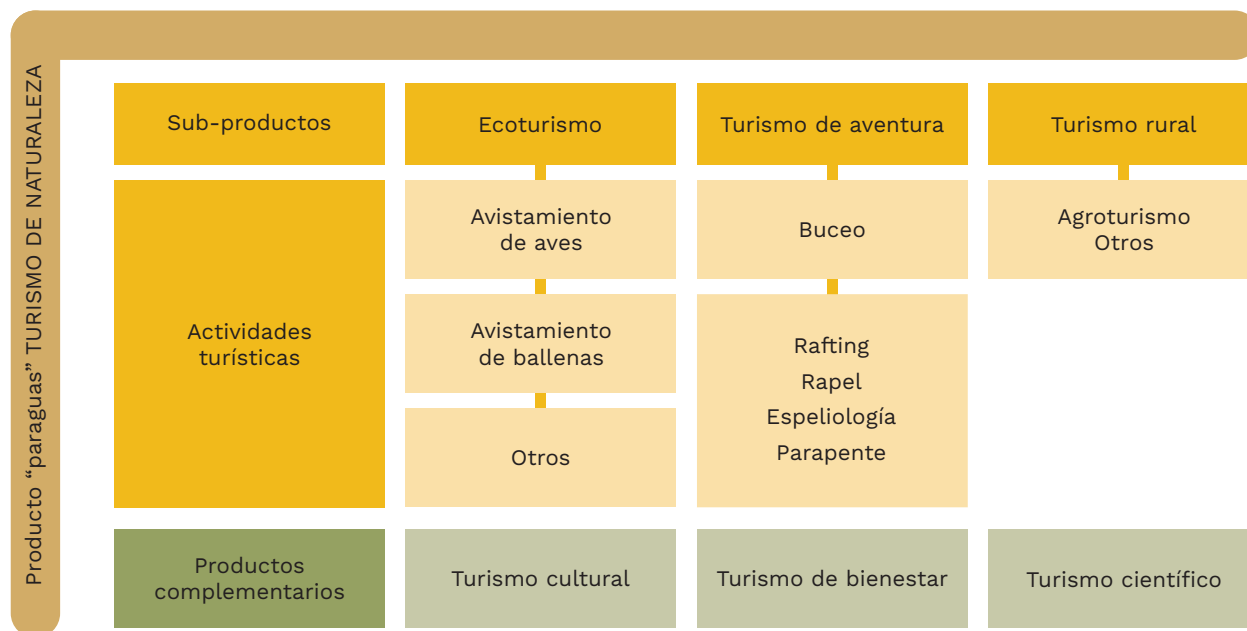 Producto “paraguas” TURISMO DE NATURALEZA
Sub-productos
Ecoturismo
Turismo de aventura
Turismo rural
Actividades
turísticas
Avistamiento
de aves
Avistamiento
de ballenas
Otros
Buceo
Rafting
Rapel
Espeliología
Parapente
Agroturismo
Otros
Productos
complementarios
Turismo cultural
Turismo de bienestar
Turismo científico